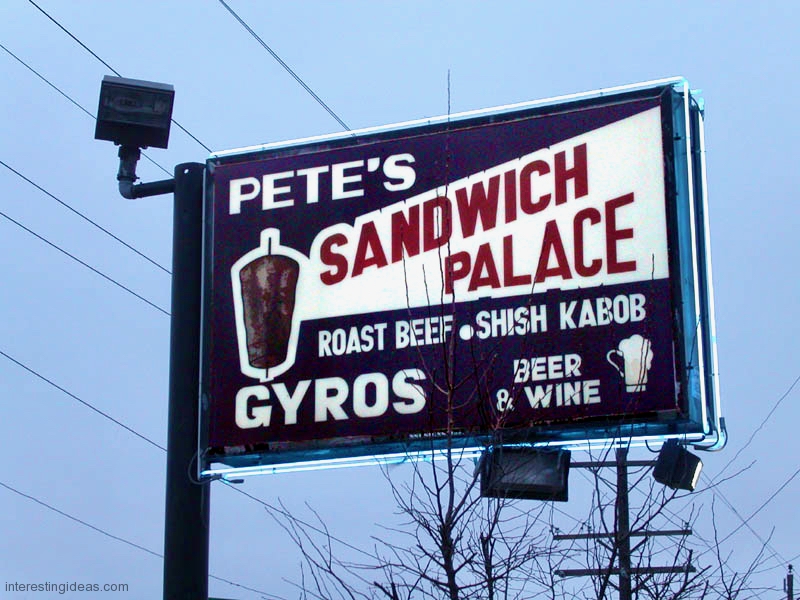 PETE'S
SANDWICH
PALACE
ROAST BEEF • SHISH KABOB
GYROS
BEER
& WINE
interestingideas.com